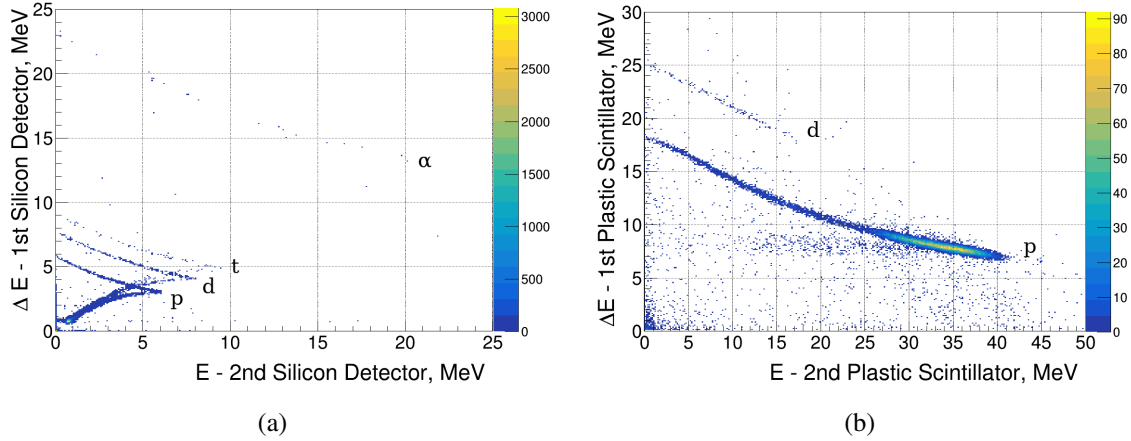 Δ E - 1st Silicon Detector, MeV
25
20
15
10
5
0
α
t
d
p
0 5 10 15 20 25
E - 2nd Silicon Detector, MeV
3000
2500
2000
1500
1000
500
0
(a)
ΔE - 1st Plastic Scintillator, MeV
30
25
20
15
10
5
0
d
p
0 5 10 15 20 25 30 35 40 45 50
E - 2nd Plastic Scintillator, MeV
90
80
70
60
50
40
30
20
10
0
(b)